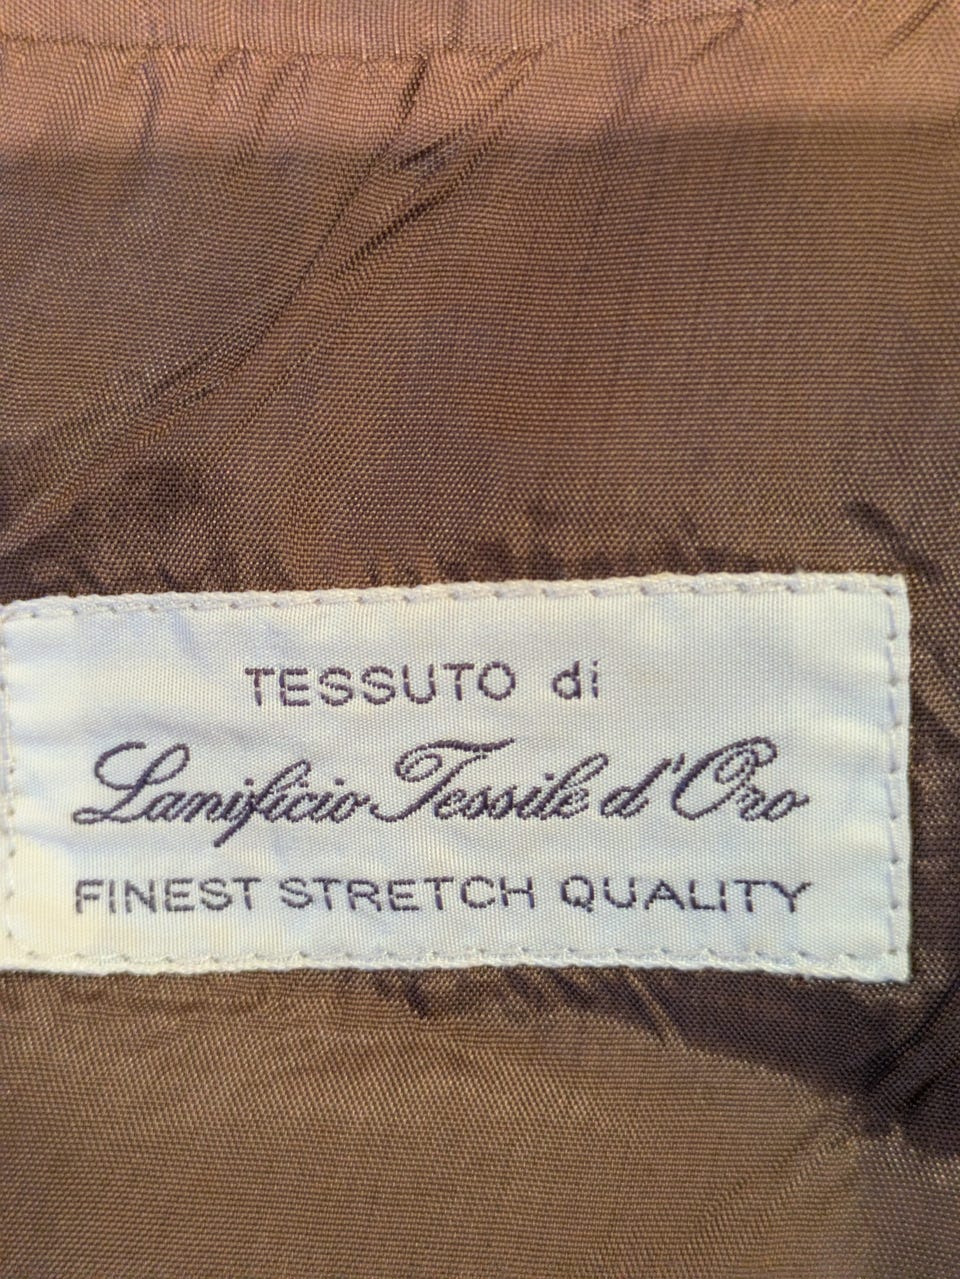 TESSUTO di
Lanificio Tessile d'Oro
FINEST STRETCH QUALITY